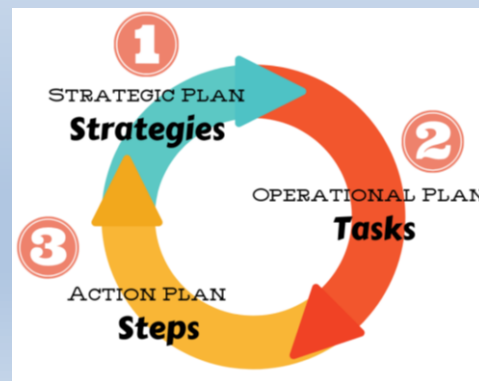 1
STRATEGIC PLAN
Strategies
2
OPERATIONAL PLAN
Tasks
3
ACTION PLAN
Steps